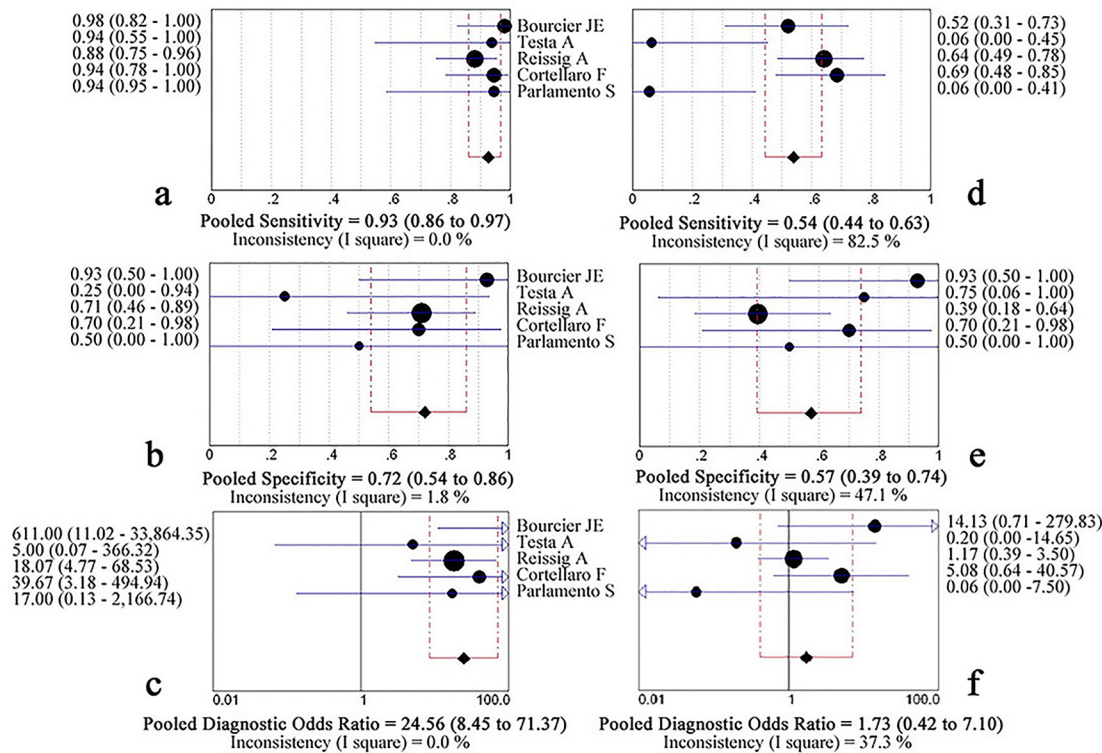 0.98 (0.82 - 1.00)
0.94 (0.55 - 1.00)
0.88 (0.75 - 0.96)
0.94 (0.78 - 1.00)
0.94 (0.95 - 1.00)
Bourcier JE
Testa A
Reissig A
Cortellaro F
Parlamento S
a
0 .2 .4 .6 .8 1
Pooled Sensitivity = 0.93 (0.86 to 0.97)
Inconsistency (I square) = 0.0 %
0.52 (0.31 - 0.73)
0.06 (0.00 - 0.45)
0.64 (0.49 - 0.78)
0.69 (0.48 - 0.85)
0.06 (0.00 - 0.41)
d
0 .2 .4 .6 .8 1
Pooled Sensitivity = 0.54 (0.44 to 0.63)
Inconsistency (I square) = 82.5 %
0.93 (0.50 - 1.00)
0.25 (0.00 - 0.94)
0.71 (0.46 - 0.89)
0.70 (0.21 - 0.98)
0.50 (0.00 - 1.00)
Bourcier JE
Testa A
Reissig A
Cortellaro F
Parlamento S
b
0 .2 .4 .6 .8 1
Pooled Specificity = 0.72 (0.54 to 0.86)
Inconsistency (I square) = 1.8 %
0.93 (0.50 - 1.00)
0.75 (0.06 - 1.00)
0.39 (0.18 - 0.64)
0.70 (0.21 - 0.98)
0.50 (0.00 - 1.00)
e
0 .2 .4 .6 .8 1
Pooled Specificity = 0.57 (0.39 to 0.74)
Inconsistency (I square) = 47.1 %
611.00 (11.02 - 33,864.35)
5.00 (0.07 - 366.32)
18.07 (4.77 - 68.53)
39.67 (3.18 - 494.94)
17.00 (0.13 - 2,166.74)
Bourcier JE
Testa A
Reissig A
Cortellaro F
Parlamento S
c
0.01 1 100.0
Pooled Diagnostic Odds Ratio = 24.56 (8.45 to 71.37)
Inconsistency (I square) = 0.0 %
14.13 (0.71 - 279.83)
0.20 (0.00 - 14.65)
1.17 (0.39 - 3.50)
5.08 (0.64 - 40.57)
0.06 (0.00 -7.50)
f
0.01 1 100.0
Pooled Diagnostic Odds Ratio = 1.73 (0.42 to 7.10)
Inconsistency (I square) = 37.3 %